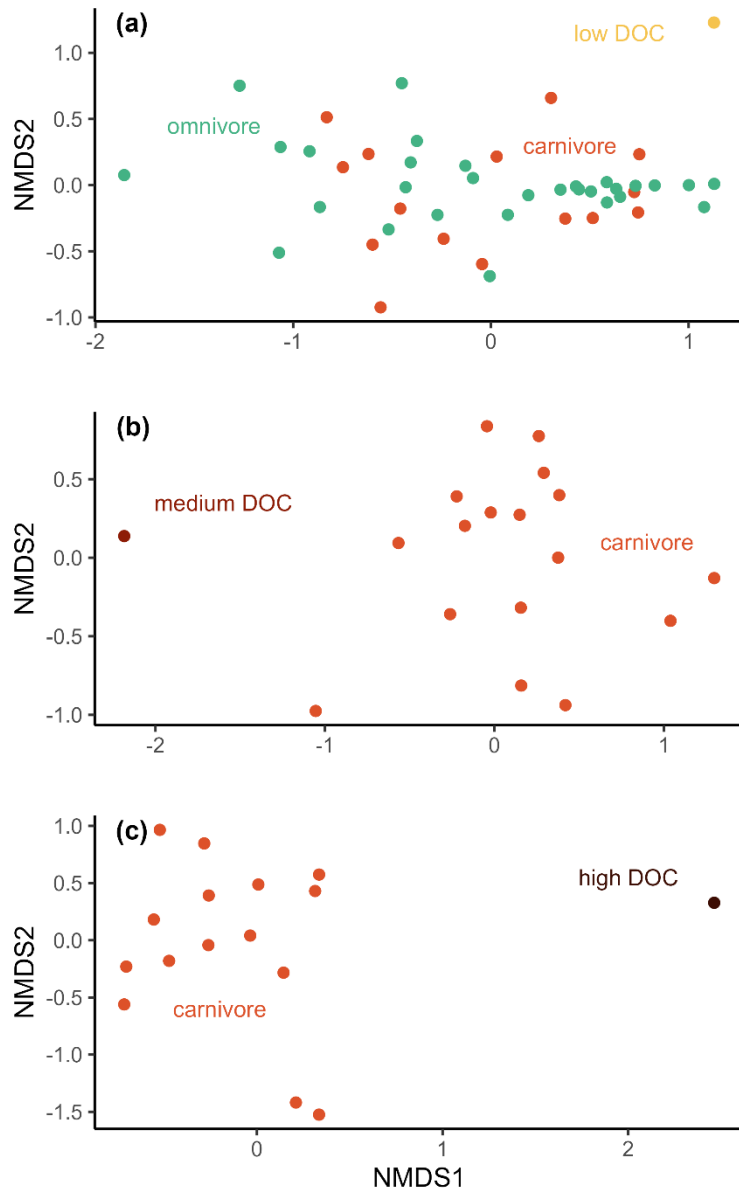 (a)
low DOC
omnivore
carnivore
NMDS2
1.0
0.5
0.0
-0.5
-1.0
-2 -1 0 1
(b)
medium DOC
carnivore
NMDS2
0.5
0.0
-0.5
-1.0
-2 -1 0 1
(c)
high DOC
carnivore
NMDS2
1.0
0.5
0.0
-0.5
-1.0
-1.5
0 1 2
NMDS1